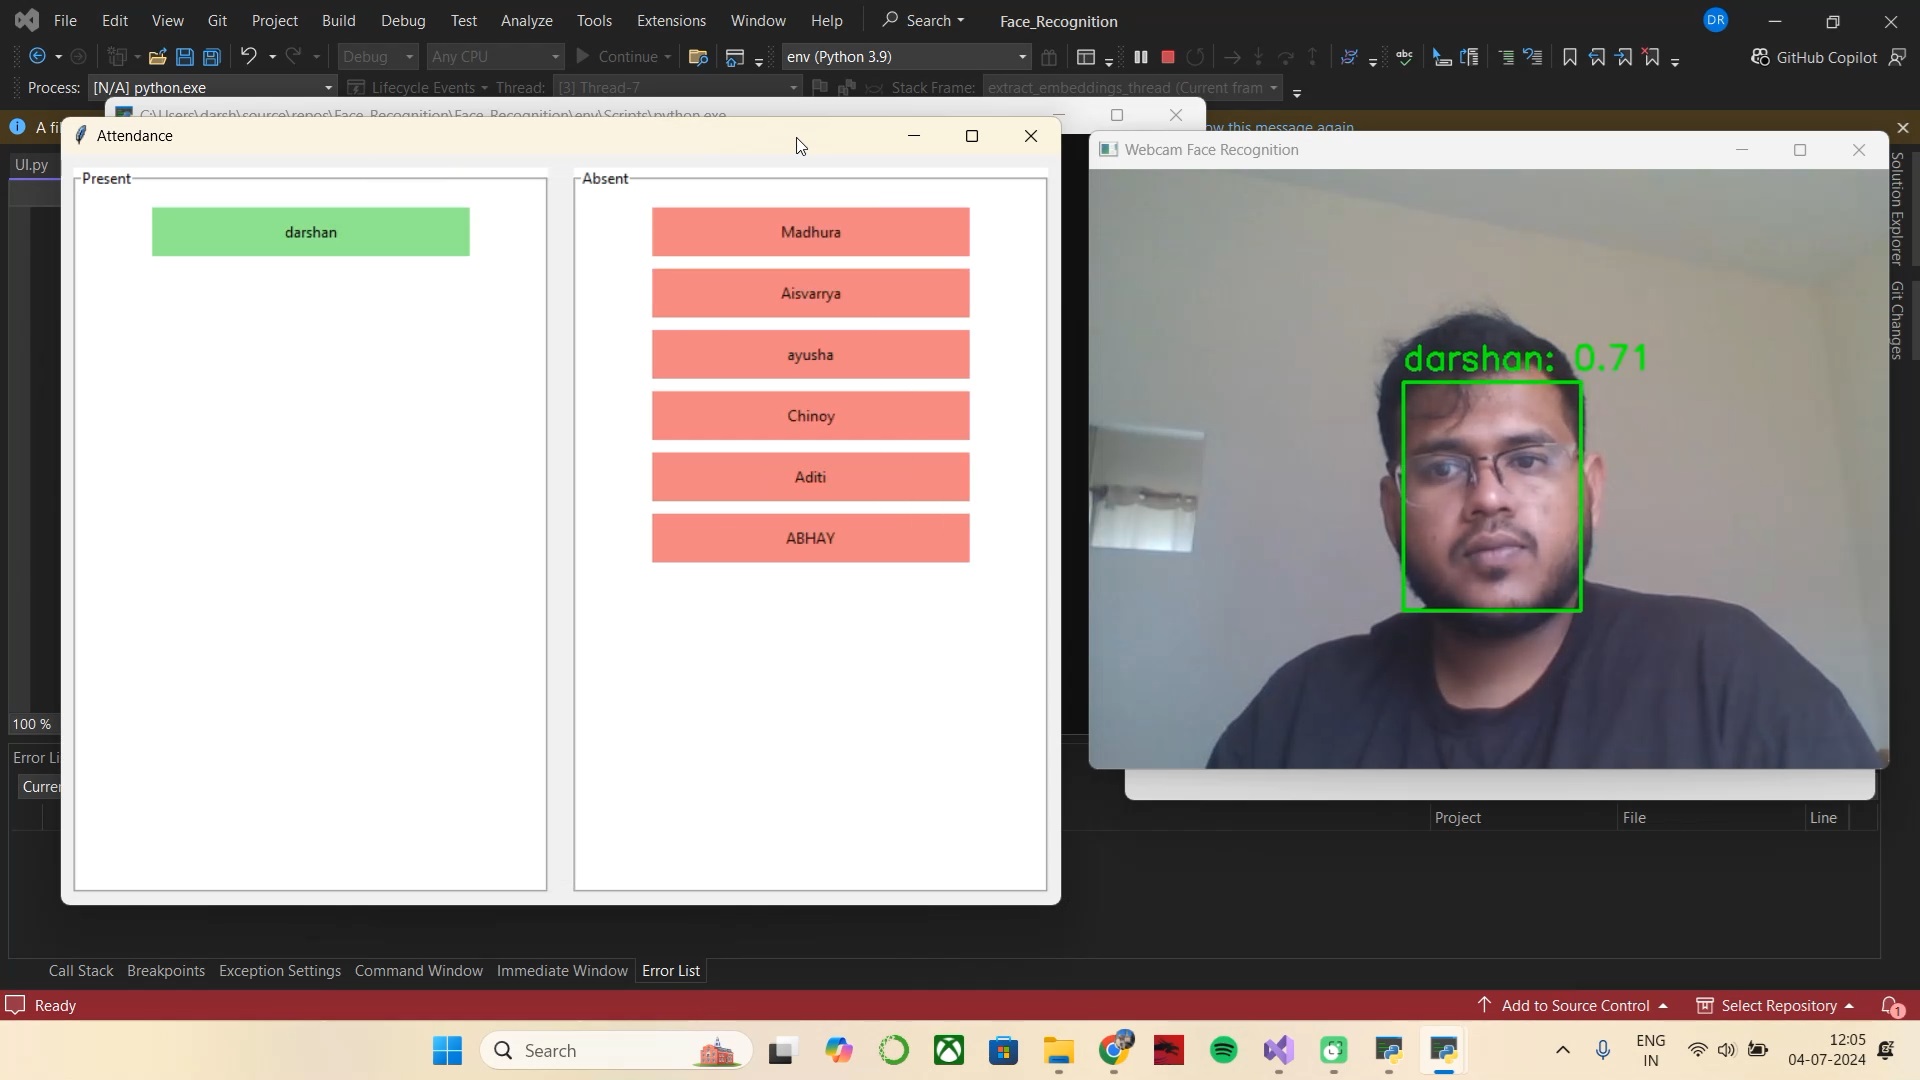 File Edit View Git Project Build Debug Test Analyze Tools Extensions Window Help Search Face_Recognition DR
Debug Any CPU Continue env (Python 3.9) abc GitHub Copilot
Process: [N/A] python.exe Lifecycle Events Thread: [3] Thread-7 Stack Frame: extract_embeddings_thread (Current fram
C:\Users\darsh\source\repos\Face_Recognition\Face_Recognition\env\Scripts\python.exe
A fi
this message again
UI.py
Attendance
Present
darshan
Absent
Madhura
Aisvarrya
ayusha
Chinoy
Aditi
ABHAY
Webcam Face Recognition
darshan: 0.71
Solution Explorer
Git Changes
100 %
Error Li
Curre
Project File Line
Call Stack Breakpoints Exception Settings Command Window Immediate Window Error List
Ready Add to Source Control Select Repository 1
Search
ENG
IN
12:05
04-07-2024